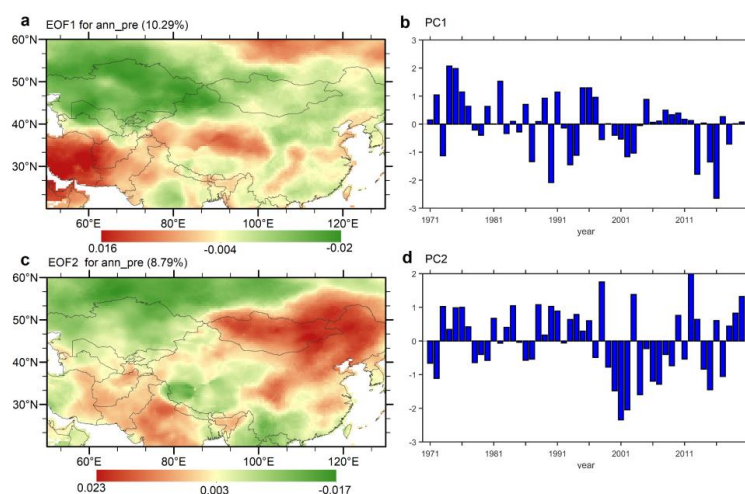 a
EOF1 for ann_pre (10.29%)
60°N
50°N
40°N
30°N
60°E 80°E 100°E 120°E
0.016 -0.004 -0.02
b
PC1
3
2
1
0
-1
-2
-3
1971 1981 1991 2001 2011
year
c
EOF2 for ann_pre (8.79%)
60°N
50°N
40°N
30°N
60°E 80°E 100°E 120°E
0.023 0.003 -0.017
d
PC2
2
1
0
-1
-2
-3
1971 1981 1991 2001 2011
year